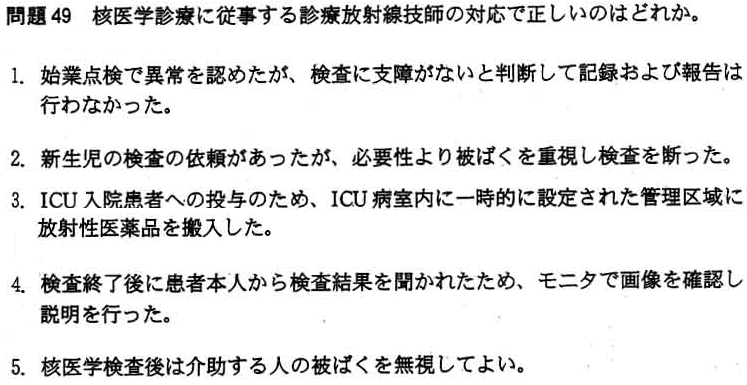 問題49 核医学診療に従事する診療放射線技師の対応で正しいのはどれか。
1. 始業点検で異常を認めたが、検査に支障がないと判断して記録および報告は
行わなかった。
2. 新生児の検査の依頼があったが、必要性より被ばくを重視し検査を断った。
3. ICU 入院患者への投与のため、ICU 病室内に一時的に設定された管理区域に
放射性医薬品を搬入した。
4. 検査終了後に患者本人から検査結果を聞かれたため、モニタで画像を確認し
説明を行った。
5. 核医学検査後は介助する人の被ばくを無視してよい。